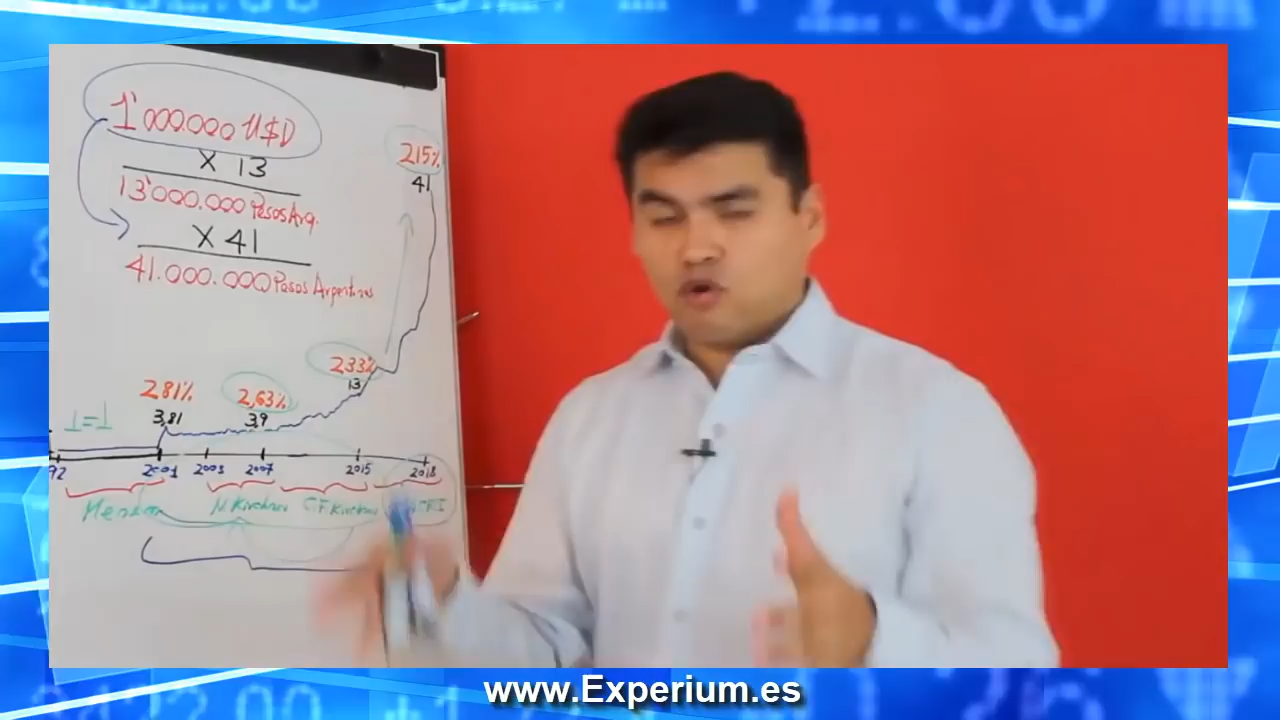 1'000.000 U$D
X 13
13'000.000 Pesos Arg.
X 41
41.000.000 Pesos Argentinos
215%
41
233%
13
281%
2,63%
3,81
3,9
1=1
92
2001
2003
2007
2015
2018
Menem
N. Kirchner
C.F. Kirchner
www.Experium.es